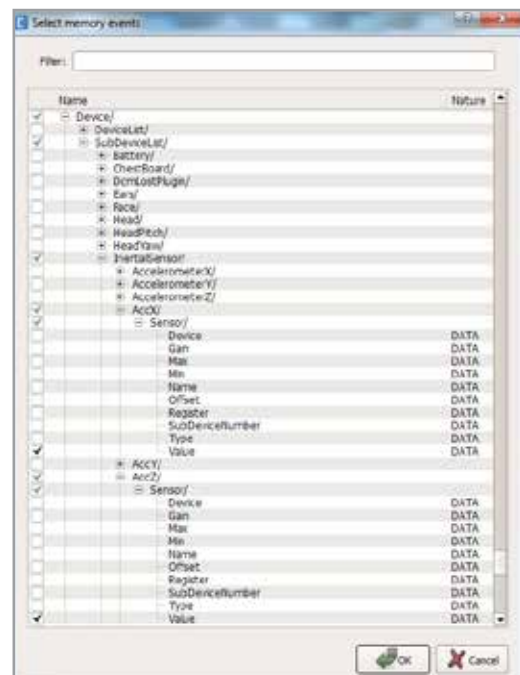 Select memory events
Filter:
Name Nature
Device/
DeviceList/
SubDeviceList/
Battery/
ChestBoard/
DcmLostPlugin/
Ears/
Face/
Head/
HeadPitch/
HeadYaw/
InertialSensor/
AccelerometerX/
AccelerometerY/
AccelerometerZ/
AccX/
Sensor/
Device DATA
Gain DATA
Max DATA
Min DATA
Name DATA
Offset DATA
Register DATA
SubDeviceNumber DATA
Type DATA
Value DATA
AccY/
AccZ/
Sensor/
Device DATA
Gain DATA
Max DATA
Min DATA
Name DATA
Offset DATA
Register DATA
SubDeviceNumber DATA
Type DATA
Value DATA
OK Cancel